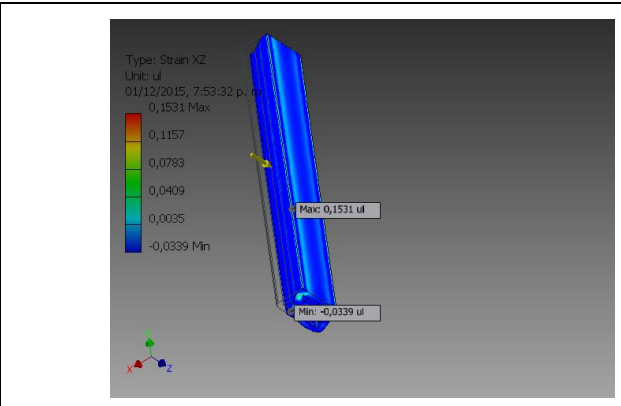 Type: Strain XZ
Unit: ul
01/12/2015, 7:53:32 p. m.
0,1531 Max
0,1157
0,0783
0,0409
0,0035
-0,0339 Min
Max: 0,1531 ul
Min: -0,0339 ul
X
Z